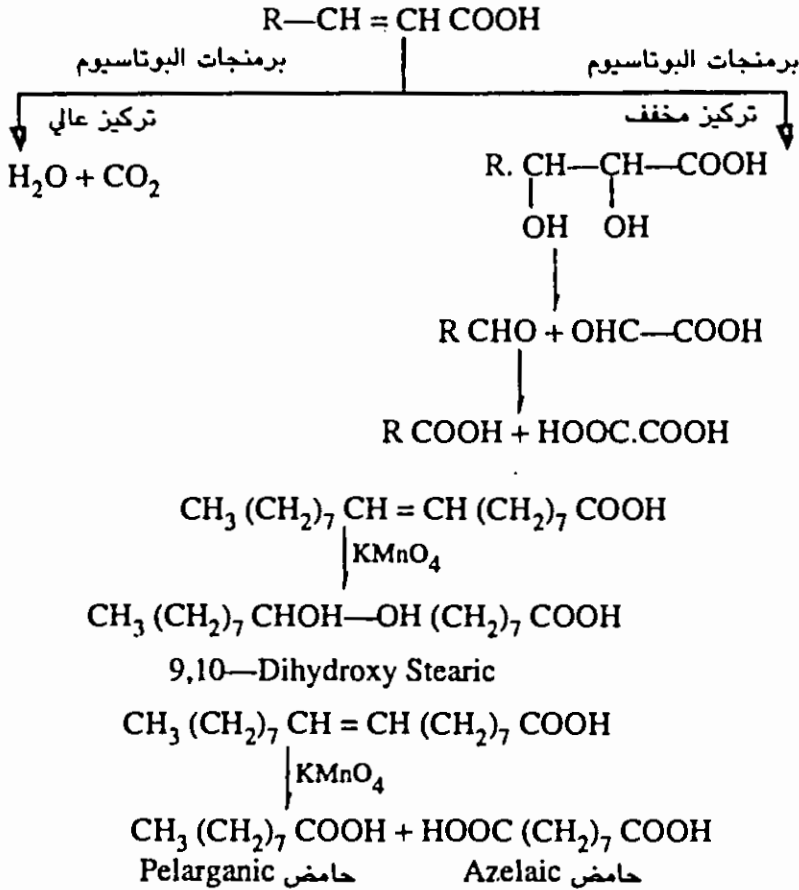 R—CH = CH COOH
برمنجات البوتاسيوم برمنجات البوتاسيوم
تركيز مخفف تركيز عالي
H₂O + CO₂ R. CH—CH—COOH
OH OH
R CHO + OHC—COOH
R COOH + HOOC.COOH
CH₃ (CH₂)₇ CH = CH (CH₂)₇ COOH
KMnO₄
CH₃ (CH₂)₇ CHOH—OH (CH₂)₇ COOH
9,10—Dihydroxy Stearic
CH₃ (CH₂)₇ CH = CH (CH₂)₇ COOH
KMnO₄
CH₃ (CH₂)₇ COOH + HOOC (CH₂)₇ COOH
Pelarganic حامض Azelaic حامض